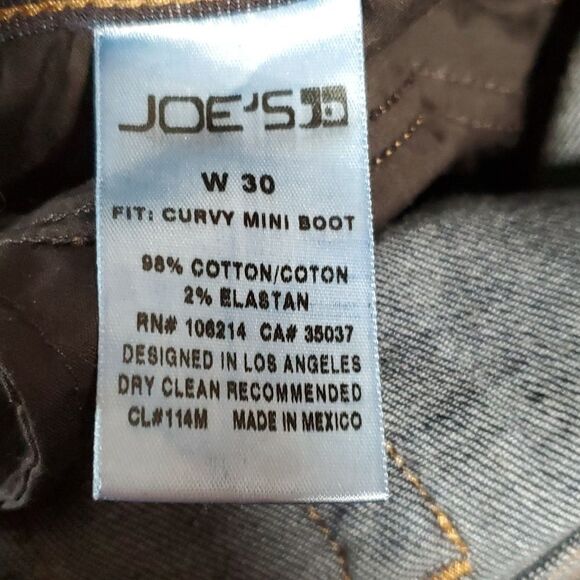 JOE'S
W 30
FIT: CURVY MINI BOOT
98% COTTON/COTON
2% ELASTAN
RN# 106214 CA# 35037
DESIGNED IN LOS ANGELES
DRY CLEAN RECOMMENDED
CL#114M MADE IN MEXICO